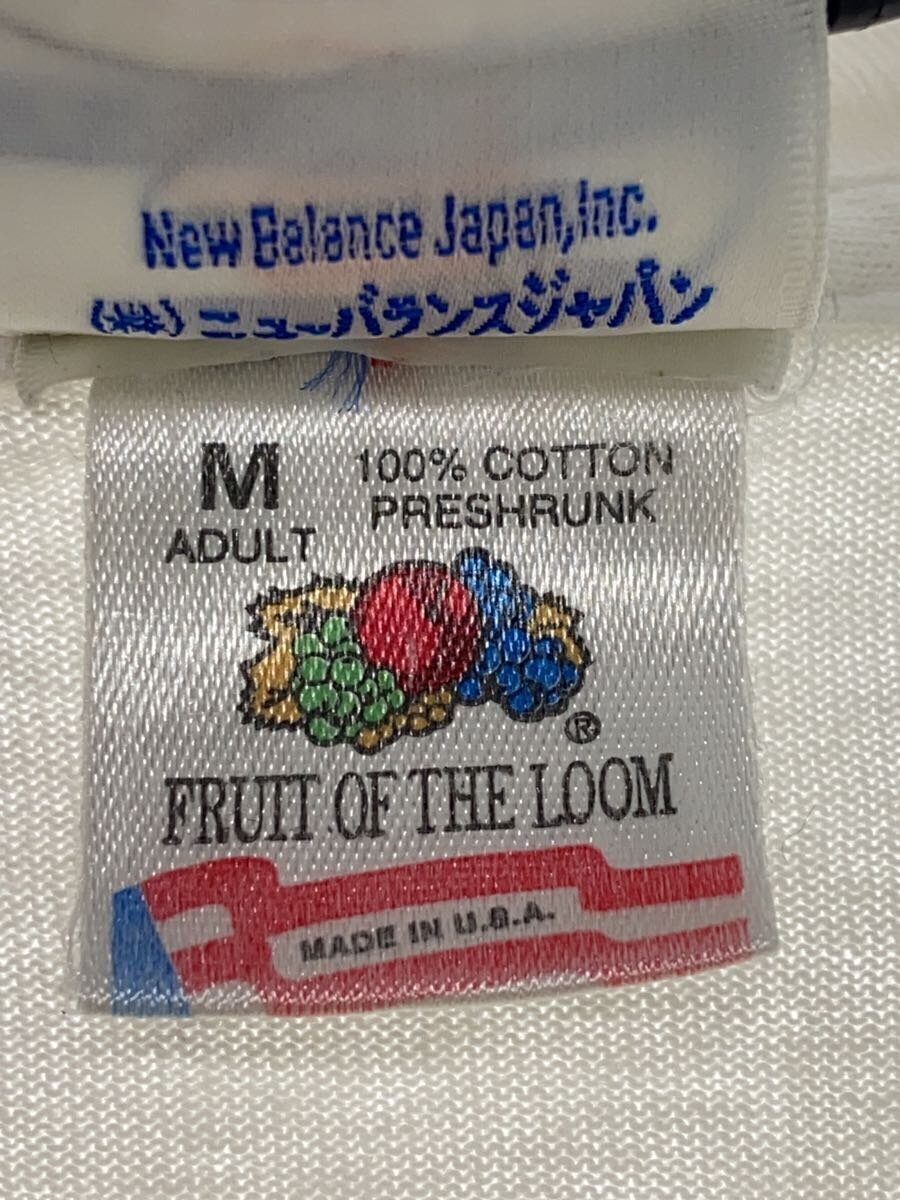 New Balance Japan, Inc.
(株)ニューバランスジャパン
M
ADULT
100% COTTON
PRESHRUNK
®
FRUIT OF THE LOOM
MADE IN U.S.A.